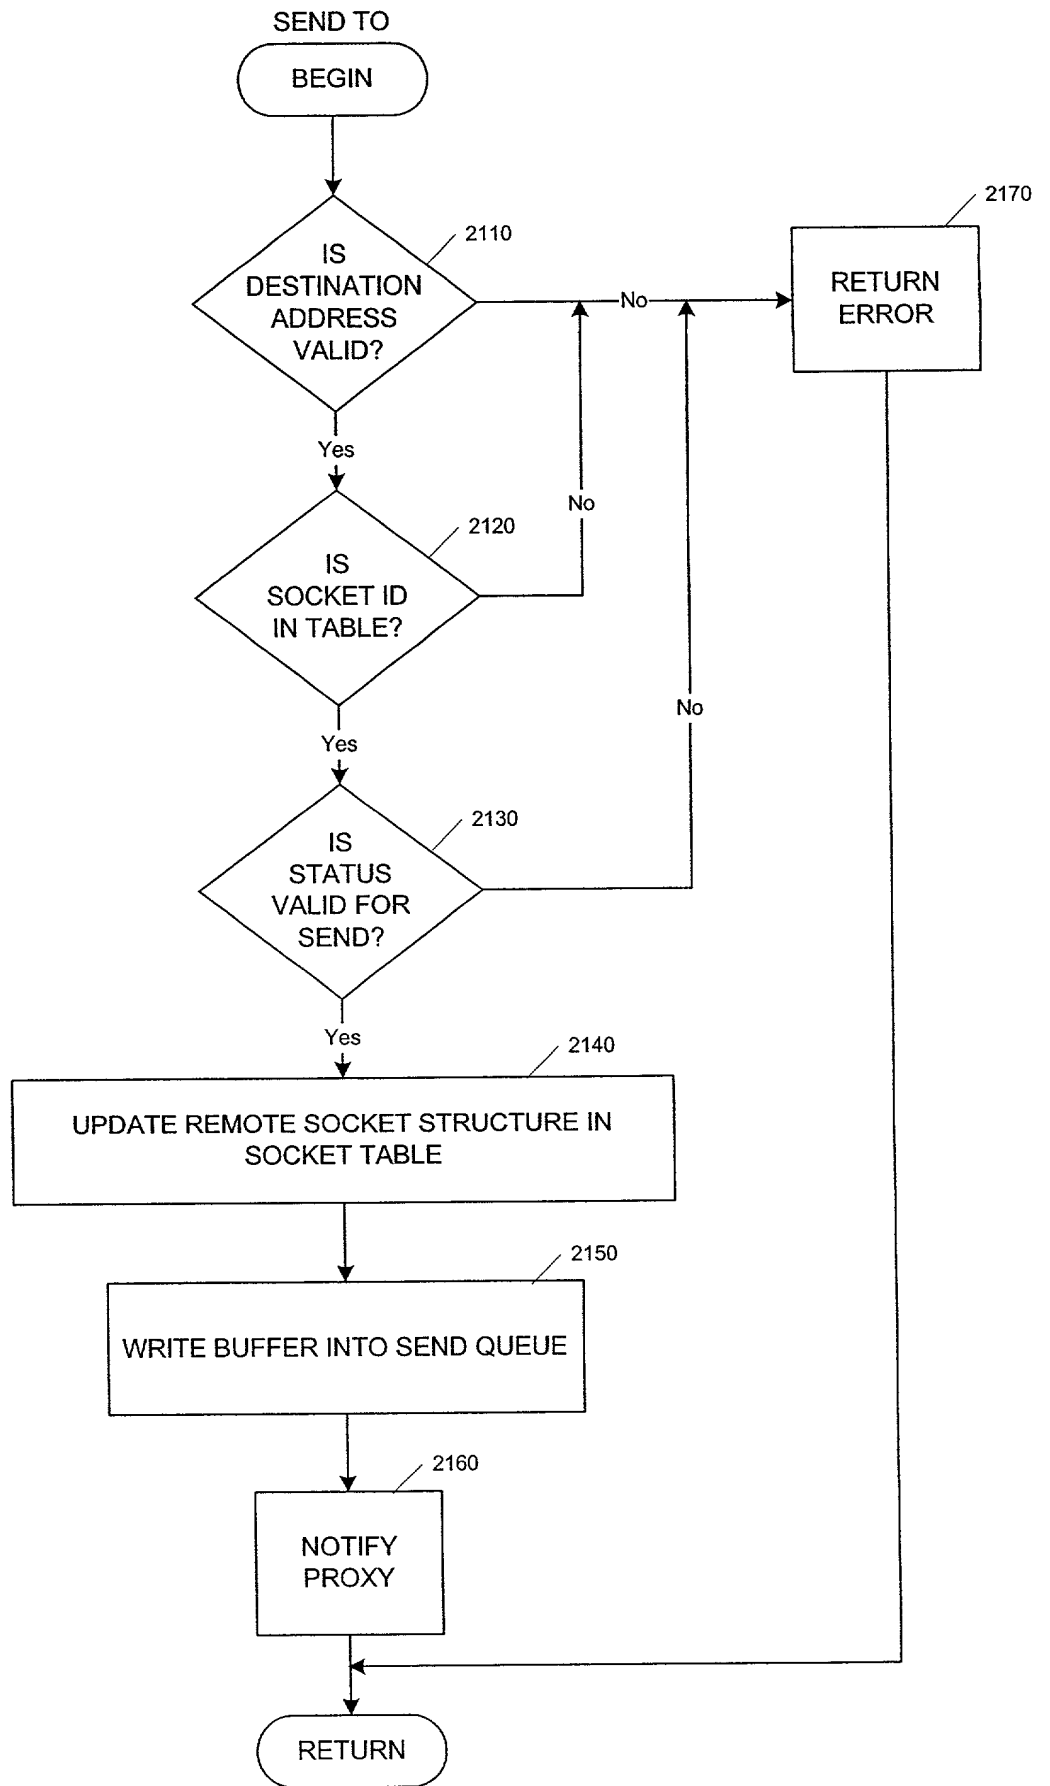 SEND TO
BEGIN
2170
2110
IS
DESTINATION
ADDRESS
VALID?
No
RETURN
ERROR
Yes
No
2120
IS
SOCKET ID
IN TABLE?
No
Yes
2130
IS
STATUS
VALID FOR
SEND?
Yes
2140
UPDATE REMOTE SOCKET STRUCTURE IN
SOCKET TABLE
2150
WRITE BUFFER INTO SEND QUEUE
2160
NOTIFY
PROXY
RETURN